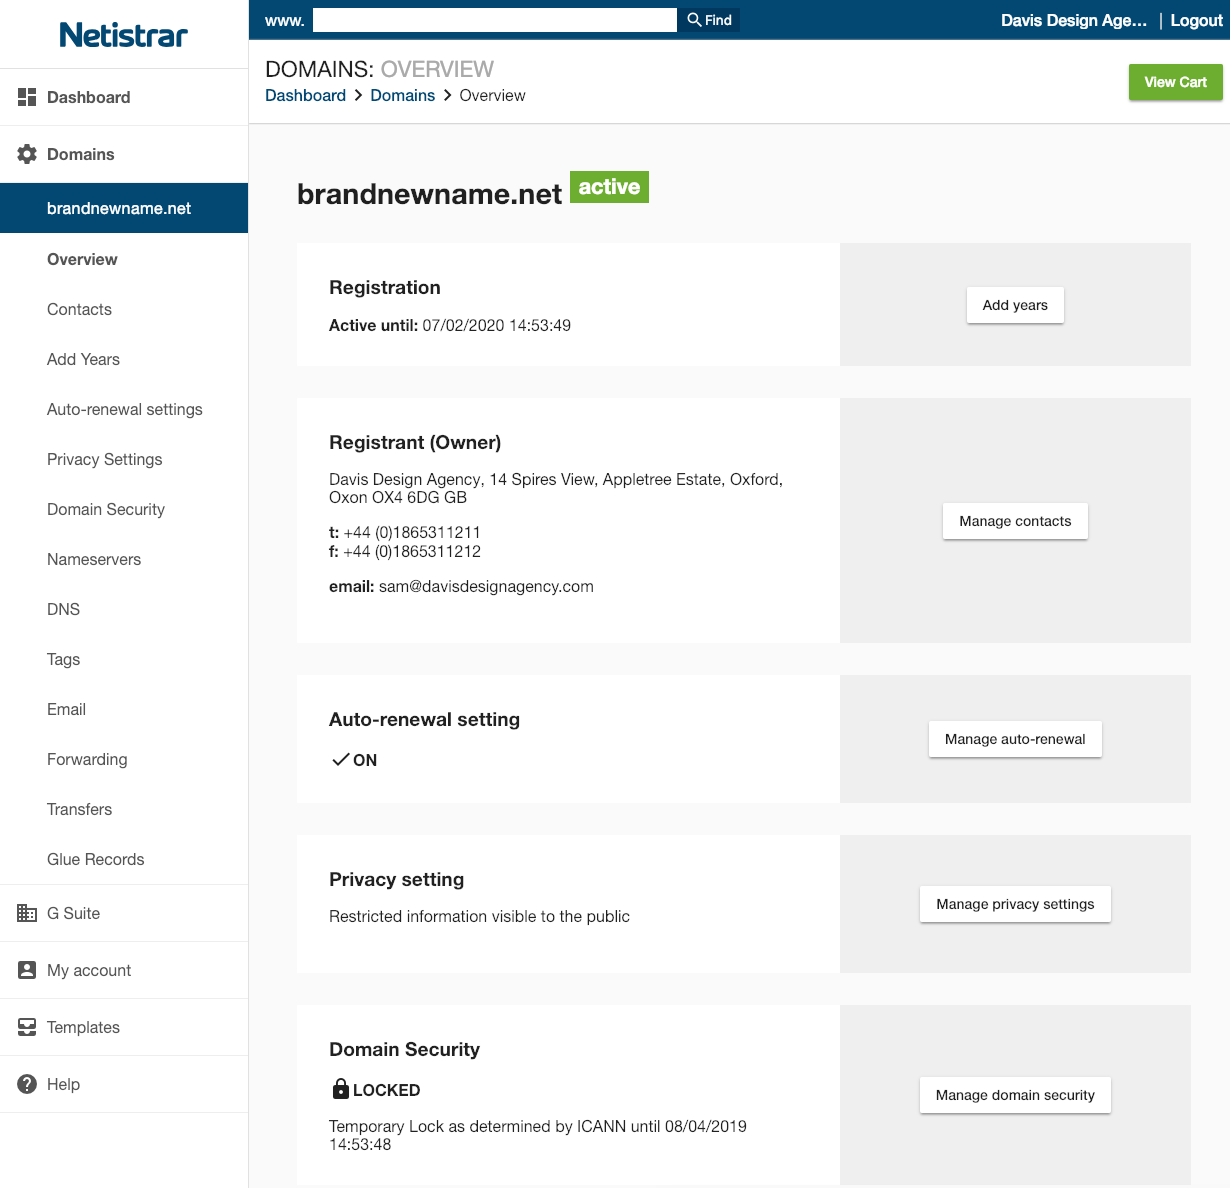 Netistrar
www.
Find
Davis Design Age... | Logout
DOMAINS: OVERVIEW
Dashboard > Domains > Overview
View Cart
Dashboard
Domains
brandnewname.net
Overview
Contacts
Add Years
Auto-renewal settings
Privacy Settings
Domain Security
Nameservers
DNS
Tags
Email
Forwarding
Transfers
Glue Records
G Suite
My account
Templates
Help
brandnewname.net active
Registration
Active until: 07/02/2020 14:53:49
Add years
Registrant (Owner)
Davis Design Agency, 14 Spires View, Appletree Estate, Oxford,
Oxon OX4 6DG GB
t: +44 (0)1865311211
f: +44 (0)1865311212
email: sam@davisdesignagency.com
Manage contacts
Auto-renewal setting
ON
Manage auto-renewal
Privacy setting
Restricted information visible to the public
Manage privacy settings
Domain Security
LOCKED
Temporary Lock as determined by ICANN until 08/04/2019
14:53:48
Manage domain security